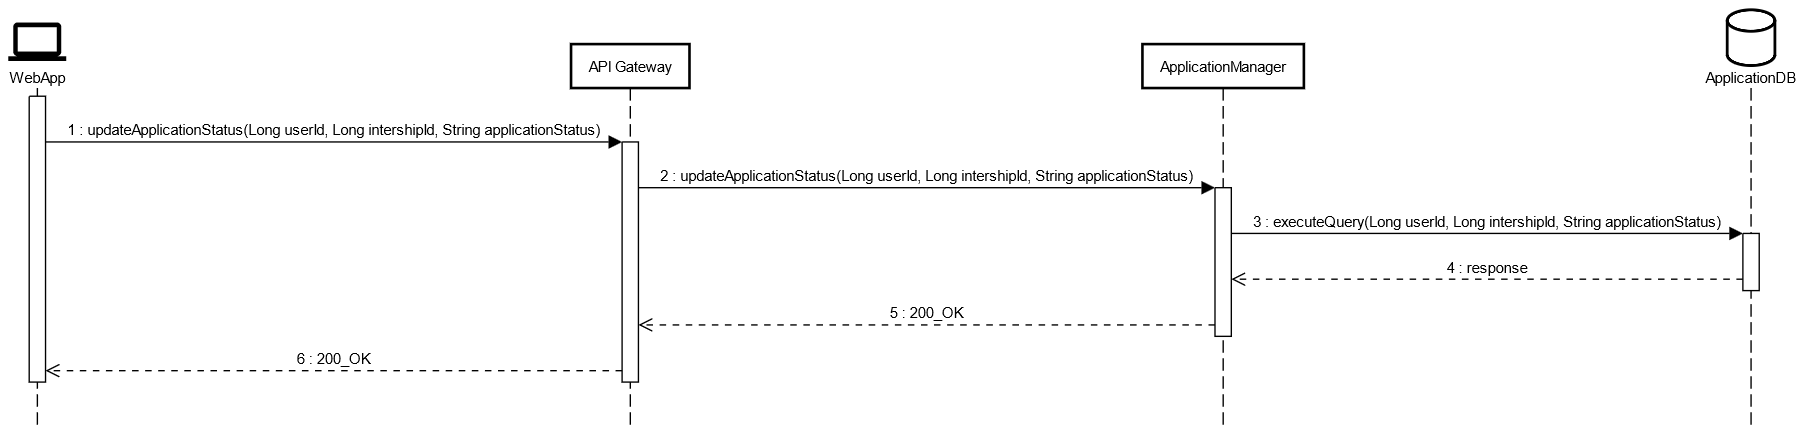 WebApp
API Gateway
ApplicationManager
ApplicationDB
1 : updateApplicationStatus(Long userId, Long intershipId, String applicationStatus)
2 : updateApplicationStatus(Long userId, Long intershipId, String applicationStatus)
3 : executeQuery(Long userId, Long intershipId, String applicationStatus)
4 : response
5 : 200_OK
6 : 200_OK